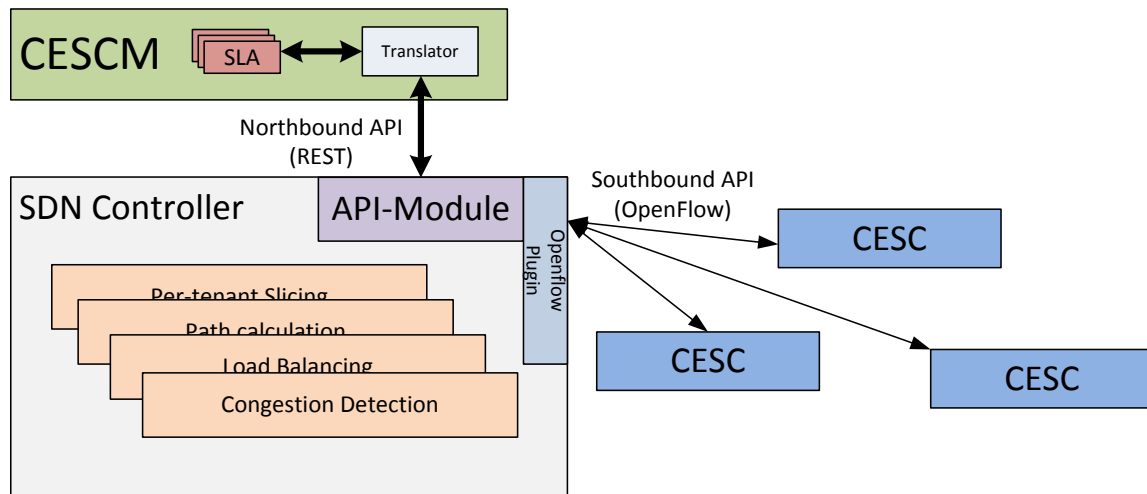 CESCM
SLA
Translator
Northbound API
(REST)
SDN Controller
API-Module
Openflow
Plugin
Southbound API
(OpenFlow)
CESC
CESC
CESC
Per-tenant Slicing
Path calculation
Load Balancing
Congestion Detection